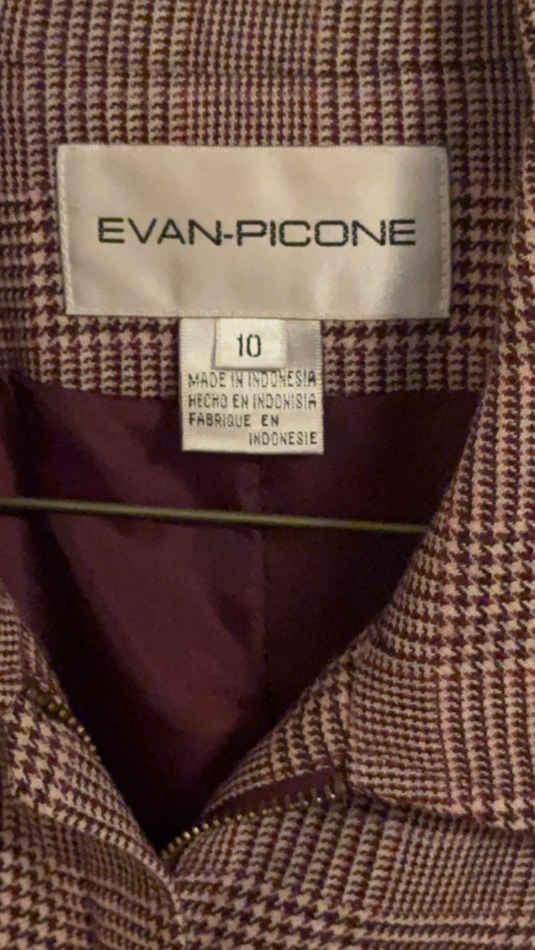 EVAN-PICONE
10
MADE IN INDONESIA
HECHO EN INDONISIA
FABRIQUE EN
INDONESIE